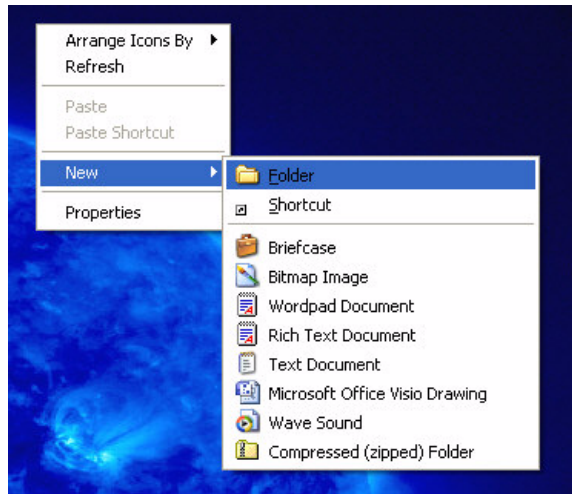 Arrange Icons By
Refresh
Paste
Paste Shortcut
New
Properties
Folder
Shortcut
Briefcase
Bitmap Image
Wordpad Document
Rich Text Document
Text Document
Microsoft Office Visio Drawing
Wave Sound
Compressed (zipped) Folder